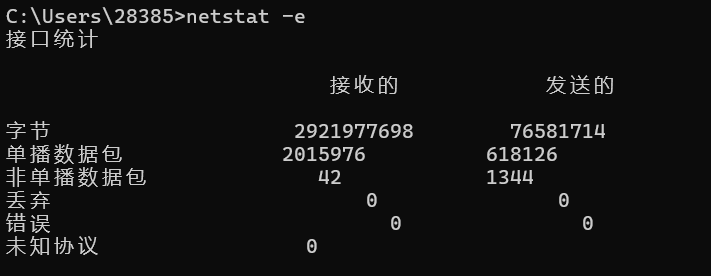 C:\Users\28385>netstat -e
接口统计
接收的 发送的
字节 2921977698 76581714
单播数据包 2015976 618126
非单播数据包 42 1344
丢弃 0 0
错误 0 0
未知协议 0